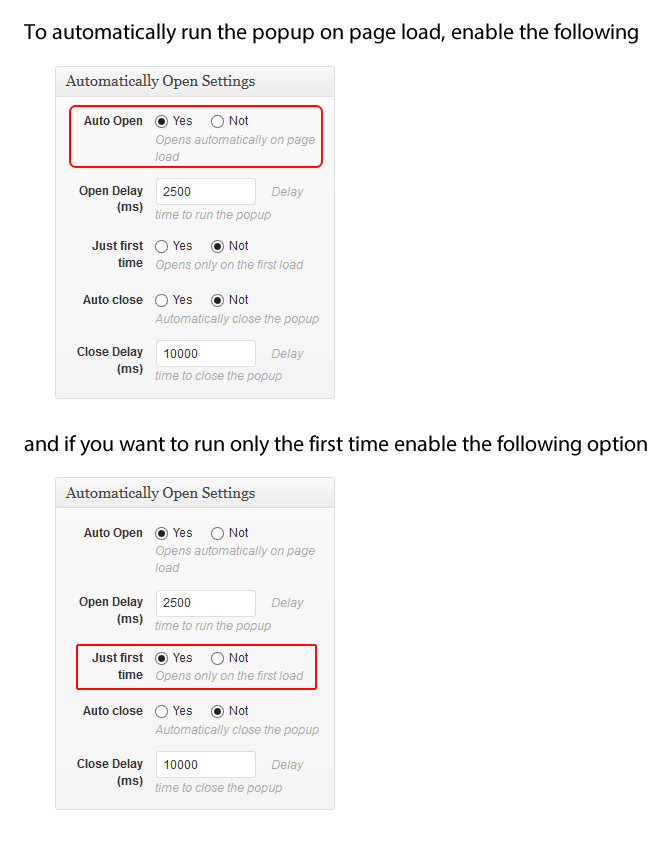 To automatically run the popup on page load, enable the following
Automatically Open Settings
Auto Open Yes Not
Opens automatically on page
load
Open Delay 2500 Delay
(ms)
time to run the popup
Just first Yes Not
time Opens only on the first load
Auto close Yes Not
Automatically close the popup
Close Delay 10000 Delay
(ms)
time to close the popup
and if you want to run only the first time enable the following option
Automatically Open Settings
Auto Open Yes Not
Opens automatically on page
load
Open Delay 2500 Delay
(ms)
time to run the popup
Just first Yes Not
time Opens only on the first load
Auto close Yes Not
Automatically close the popup
Close Delay 10000 Delay
(ms)
time to close the popup